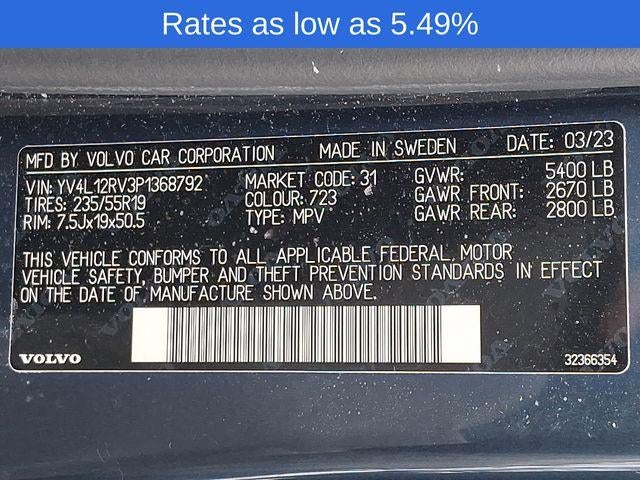 Rates as low as 5.49%
MFD BY VOLVO CAR CORPORATION MADE IN SWEDEN DATE: 03/23
VIN: YV4L12RV3P1368792 MARKET CODE: 31 GVWR: 5400 LB
TIRES: 235/55R19 COLOUR: 723 GAWR FRONT: 2670 LB
RIM: 7.5Jx19x50.5 TYPE: MPV GAWR REAR: 2800 LB
THIS VEHICLE CONFORMS TO ALL APPLICABLE FEDERAL MOTOR
VEHICLE SAFETY, BUMPER AND THEFT PREVENTION STANDARDS IN EFFECT
ON THE DATE OF MANUFACTURE SHOWN ABOVE.
VOLVO 32366354